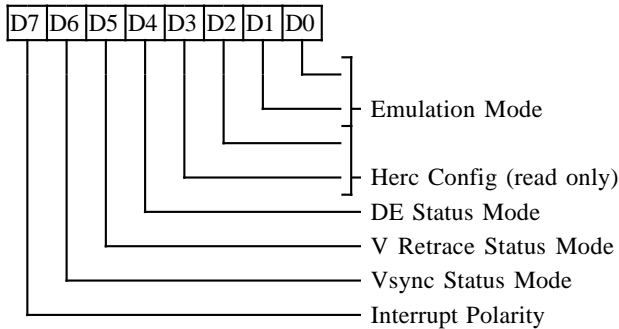 D7 D6 D5 D4 D3 D2 D1 D0
Emulation Mode
Herc Config (read only)
DE Status Mode
V Retrace Status Mode
Vsync Status Mode
Interrupt Polarity